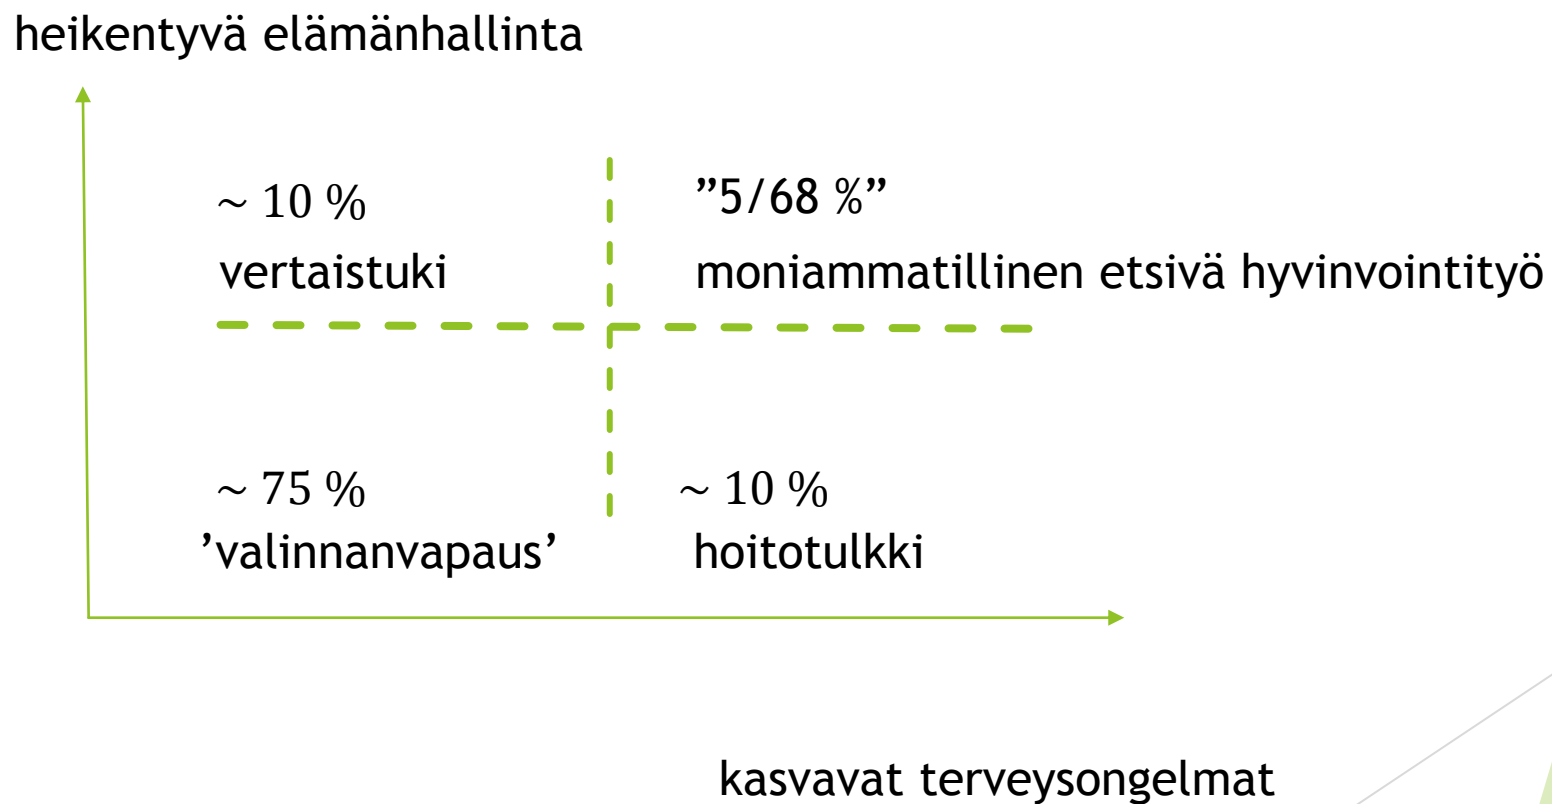 heikentyvä elämänhallinta
~ 10 %
vertaistuki
”5/68 %”
moniammatillinen etsivä hyvinvointityö
~ 75 %
’valinnanvapaus’
~ 10 %
hoitotulkki
kasvavat terveysongelmat